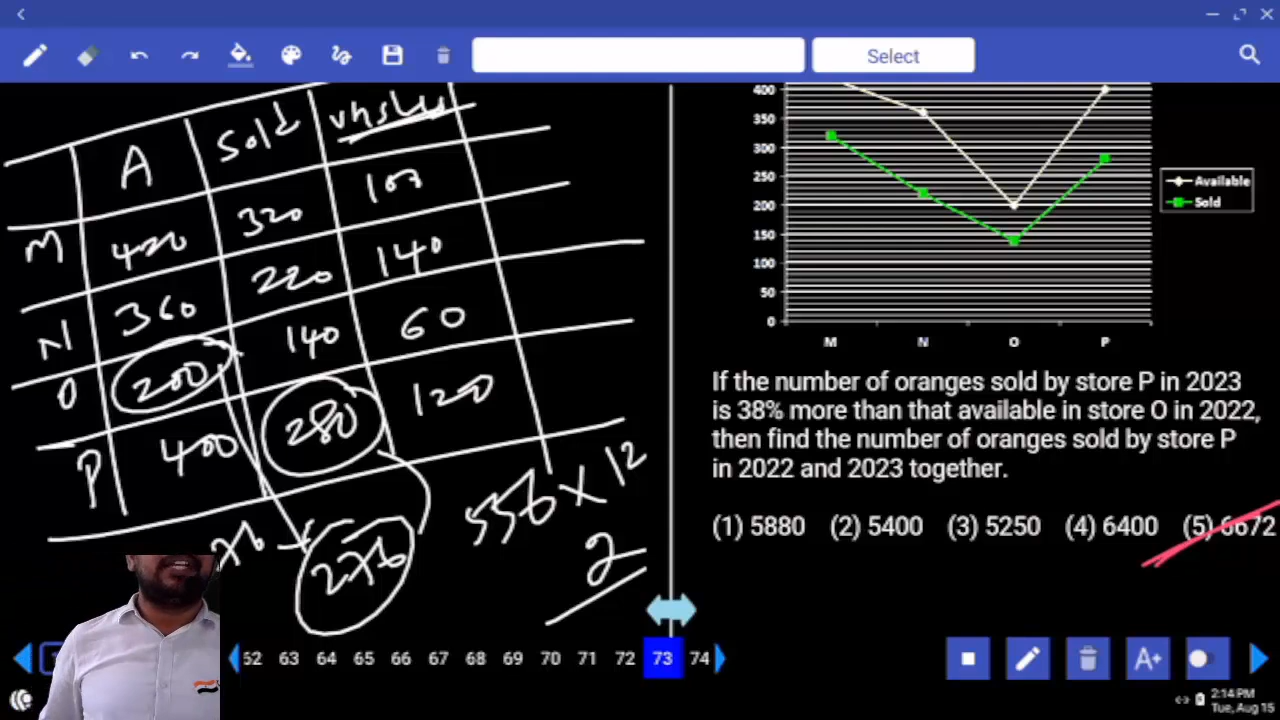 Select
A Sold
M 420 320 100
N 360 220 140
O 200 140 60
P 400 280 120
276
556 x 12
2
400
350
300
250
200
150
100
50
0
M N O P
Available
Sold
If the number of oranges sold by store P in 2023
is 38% more than that available in store O in 2022,
then find the number of oranges sold by store P
in 2022 and 2023 together.
(1) 5880 (2) 5400 (3) 5250 (4) 6400 (5) 6672
62 63 64 65 66 67 68 69 70 71 72 73 74
A+
2:14 PM
Tue, Aug 15